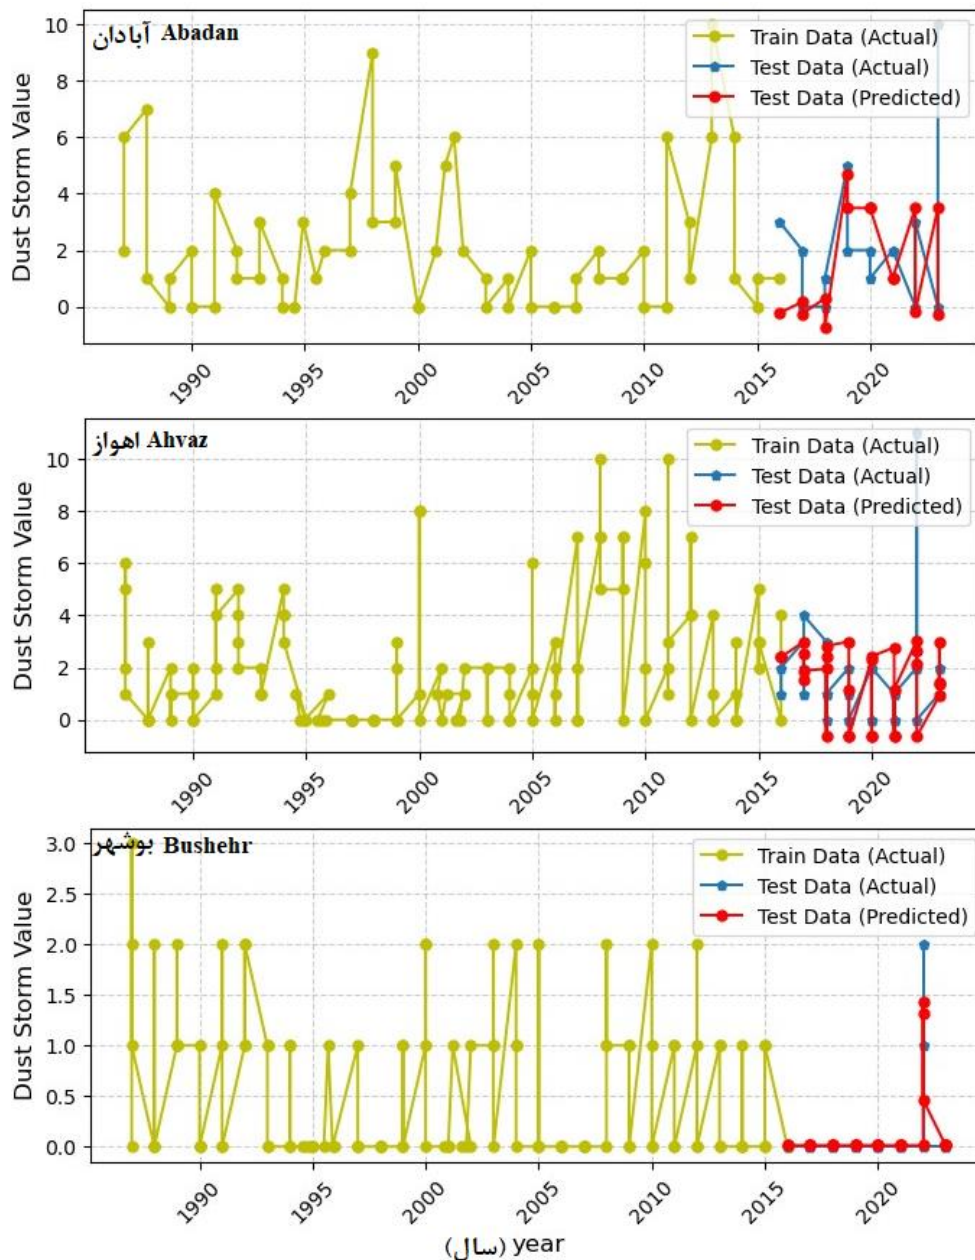 آبادان Abadan
Train Data (Actual)
Test Data (Actual)
Test Data (Predicted)
Dust Storm Value
10
8
6
4
2
0
1990
1995
2000
2005
2010
2015
2020
اهواز Ahvaz
Train Data (Actual)
Test Data (Actual)
Test Data (Predicted)
Dust Storm Value
10
8
6
4
2
0
1990
1995
2000
2005
2010
2015
2020
بوشهر Bushehr
Train Data (Actual)
Test Data (Actual)
Test Data (Predicted)
Dust Storm Value
3.0
2.5
2.0
1.5
1.0
0.5
0.0
1990
1995
2000
2005
2010
2015
2020
(سال) year